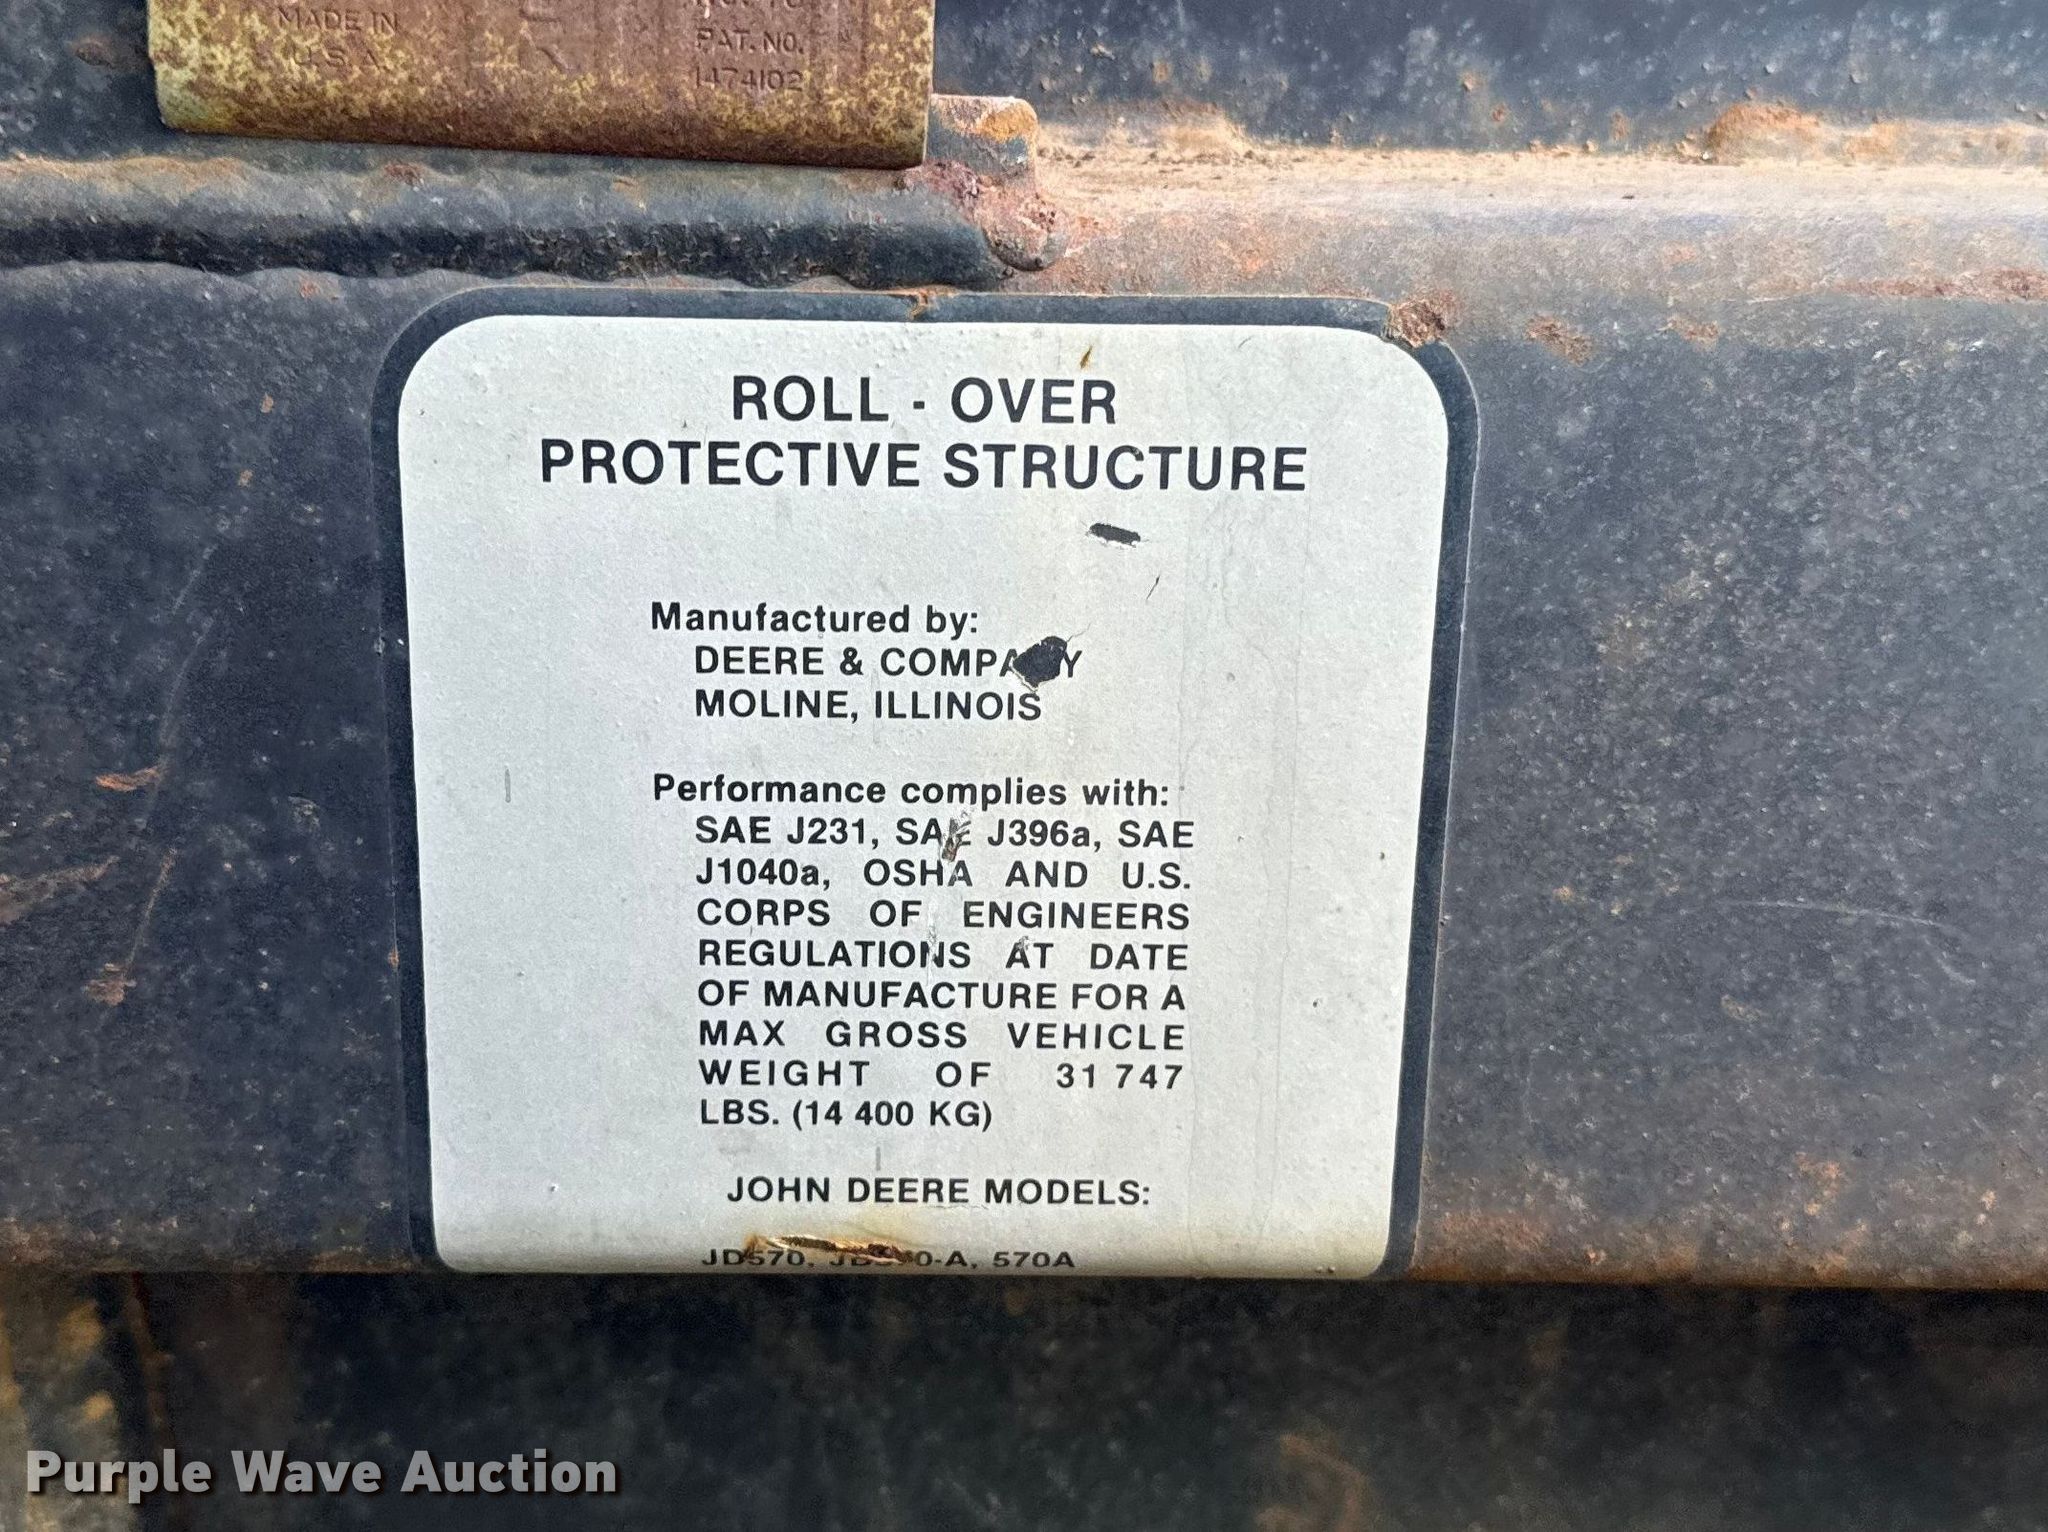 MADE IN
U.S.A.
PAT. NO.
1474102
ROLL - OVER
PROTECTIVE STRUCTURE
Manufactured by:
DEERE & COMPANY
MOLINE, ILLINOIS
Performance complies with:
SAE J231, SAE J396a, SAE
J1040a, OSHA AND U.S.
CORPS OF ENGINEERS
REGULATIONS AT DATE
OF MANUFACTURE FOR A
MAX GROSS VEHICLE
WEIGHT OF 31 747
LBS. (14 400 KG)
JOHN DEERE MODELS:
JD570, 570A
Purple Wave Auction